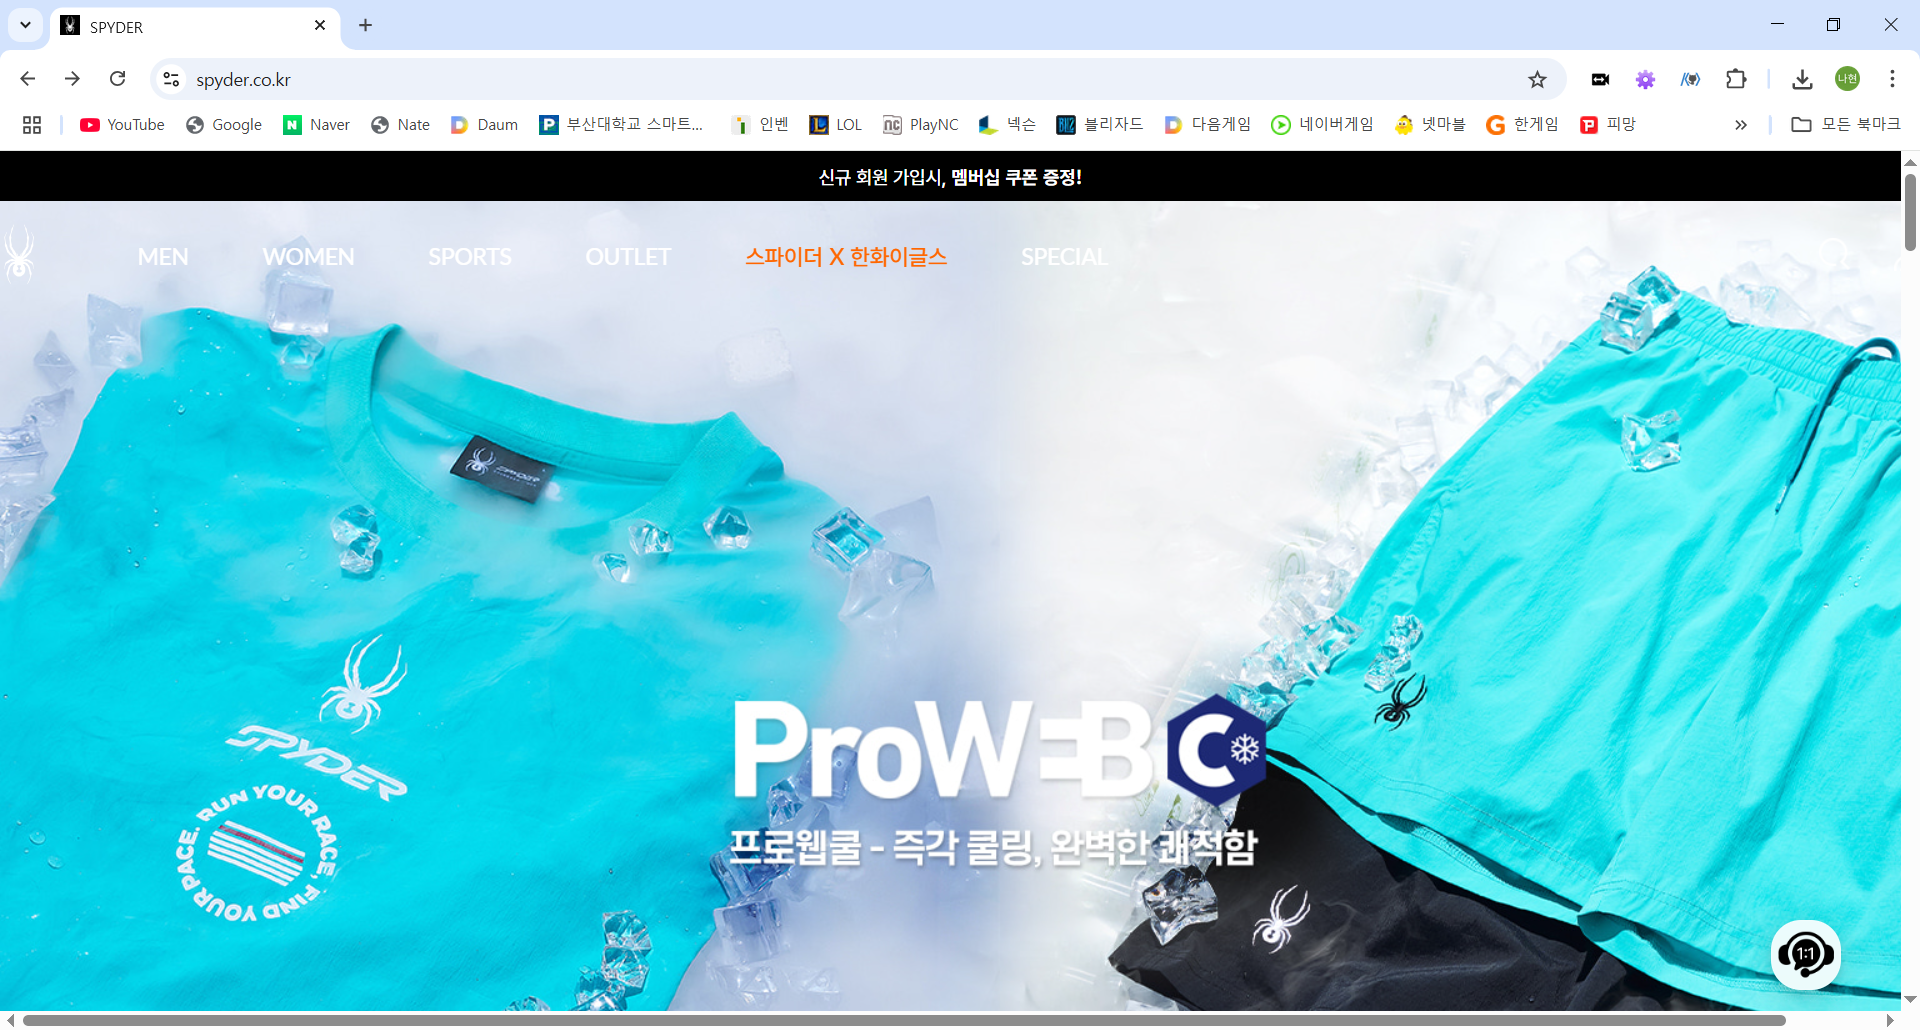 SPYDER
spyder.co.kr
나현
YouTube Google Naver Nate Daum 부산대학교 스마트... 인벤 LOL PlayNC 넥슨 블리자드 다음게임 네이버게임 넷마블 한게임 피망 » 모든 북마크
신규 회원 가입시, 멤버십 쿠폰 증정!
MEN WOMEN SPORTS OUTLET 스파이더 X 한화이글스 SPECIAL
SPYDER
SPYDER
RUN YOUR RACE, FIND YOUR PACE.
ProWEB C
프로웹쿨 - 즉각 쿨링, 완벽한 쾌적함
1:1